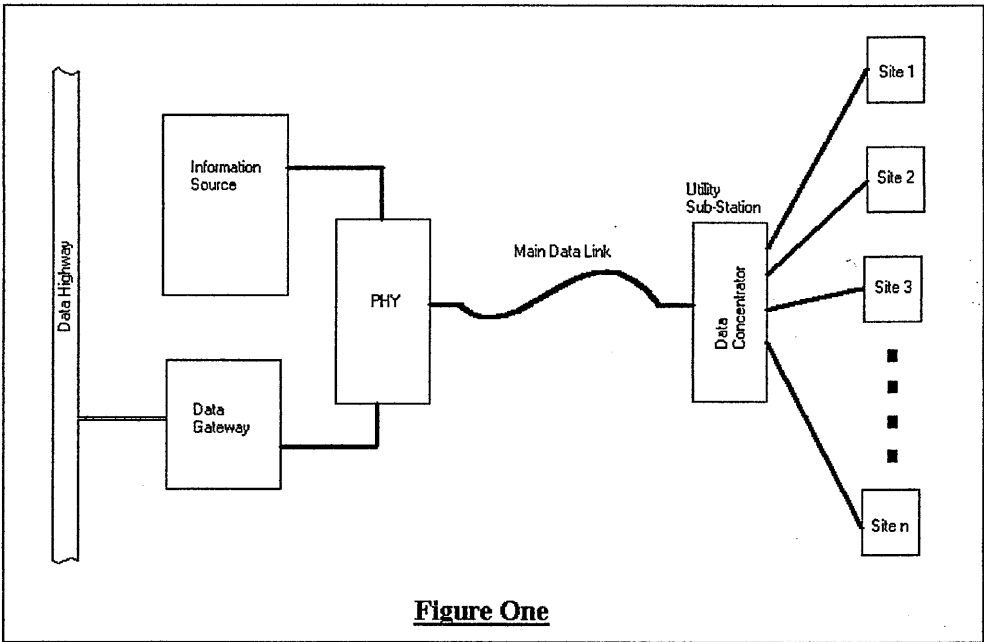 Data Highway
Information
Source
Data
Gateway
PHY
Main Data Link
Utility
Sub-Station
Data
Concentrator
Site 1
Site 2
Site 3
Site n
Figure One